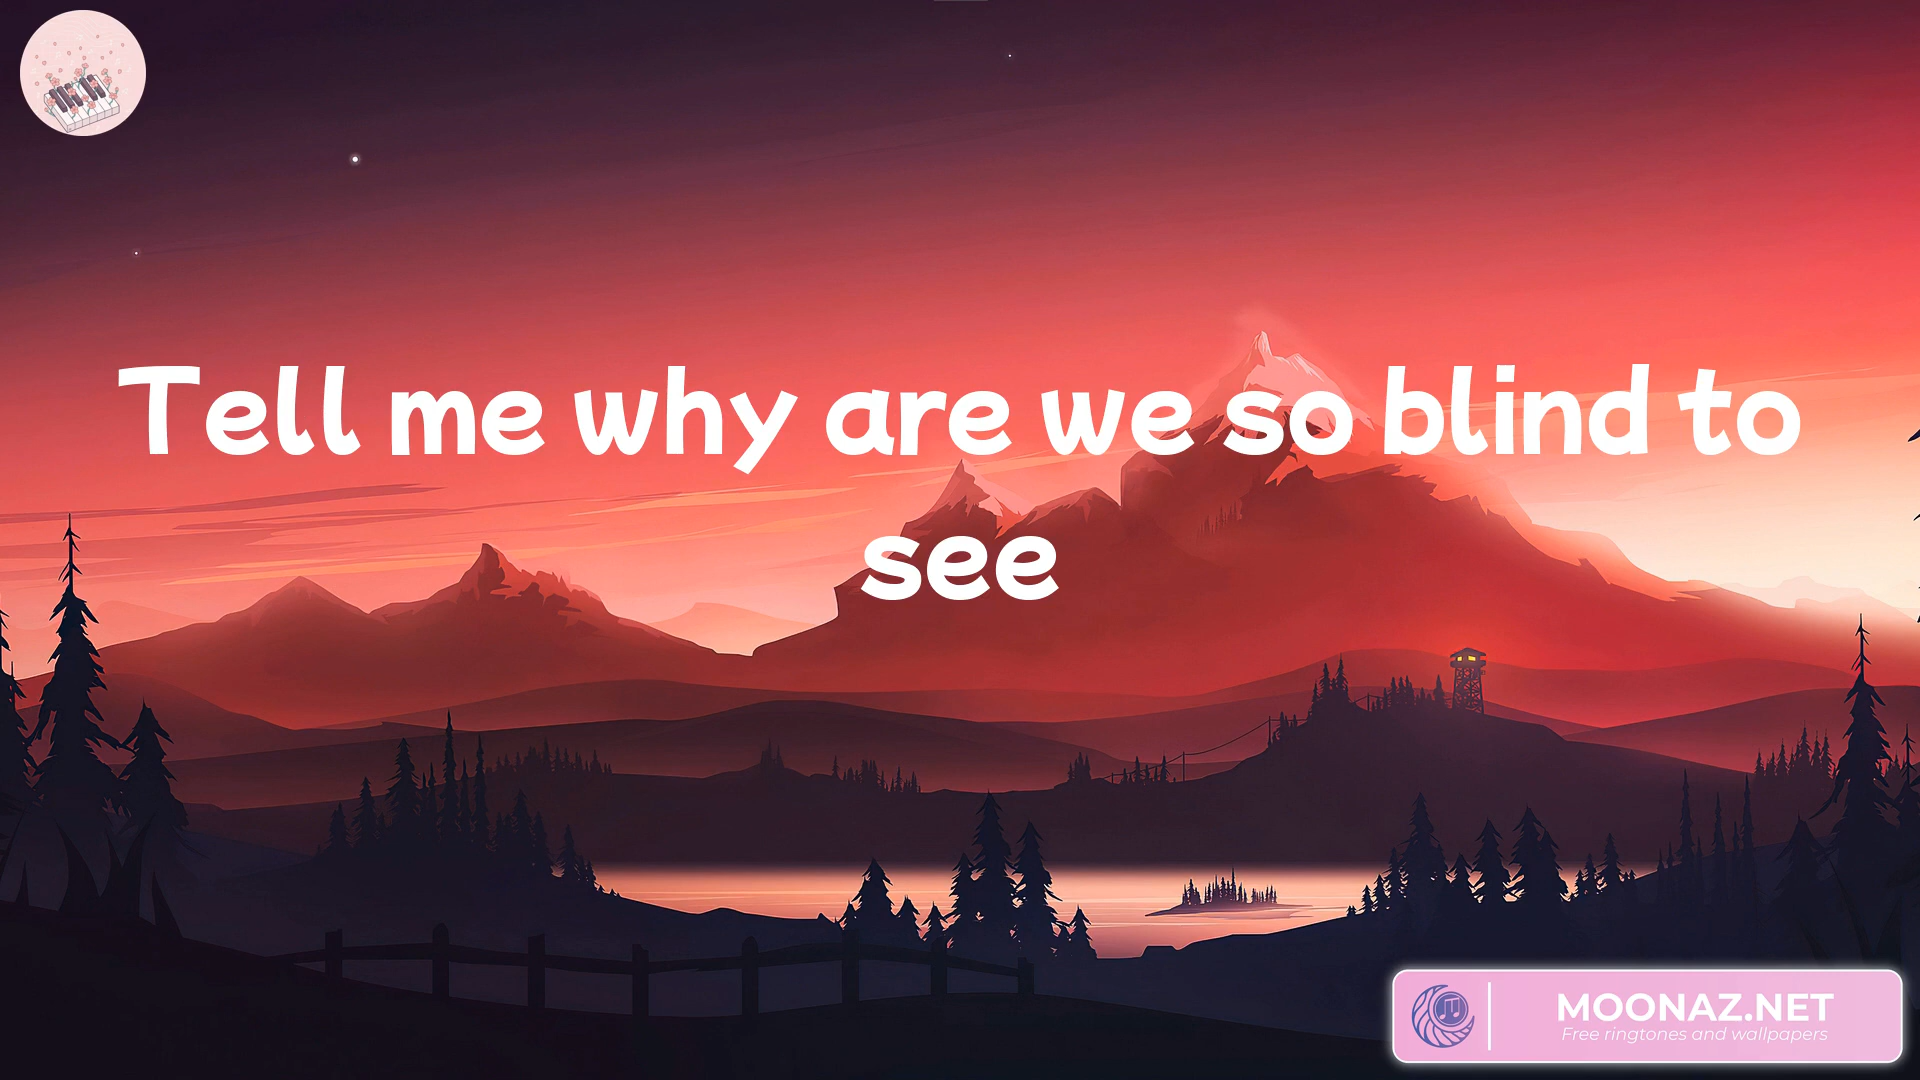 Tell me why are we so blind to
see
MOONAZ.NET
Free ringtones and wallpapers